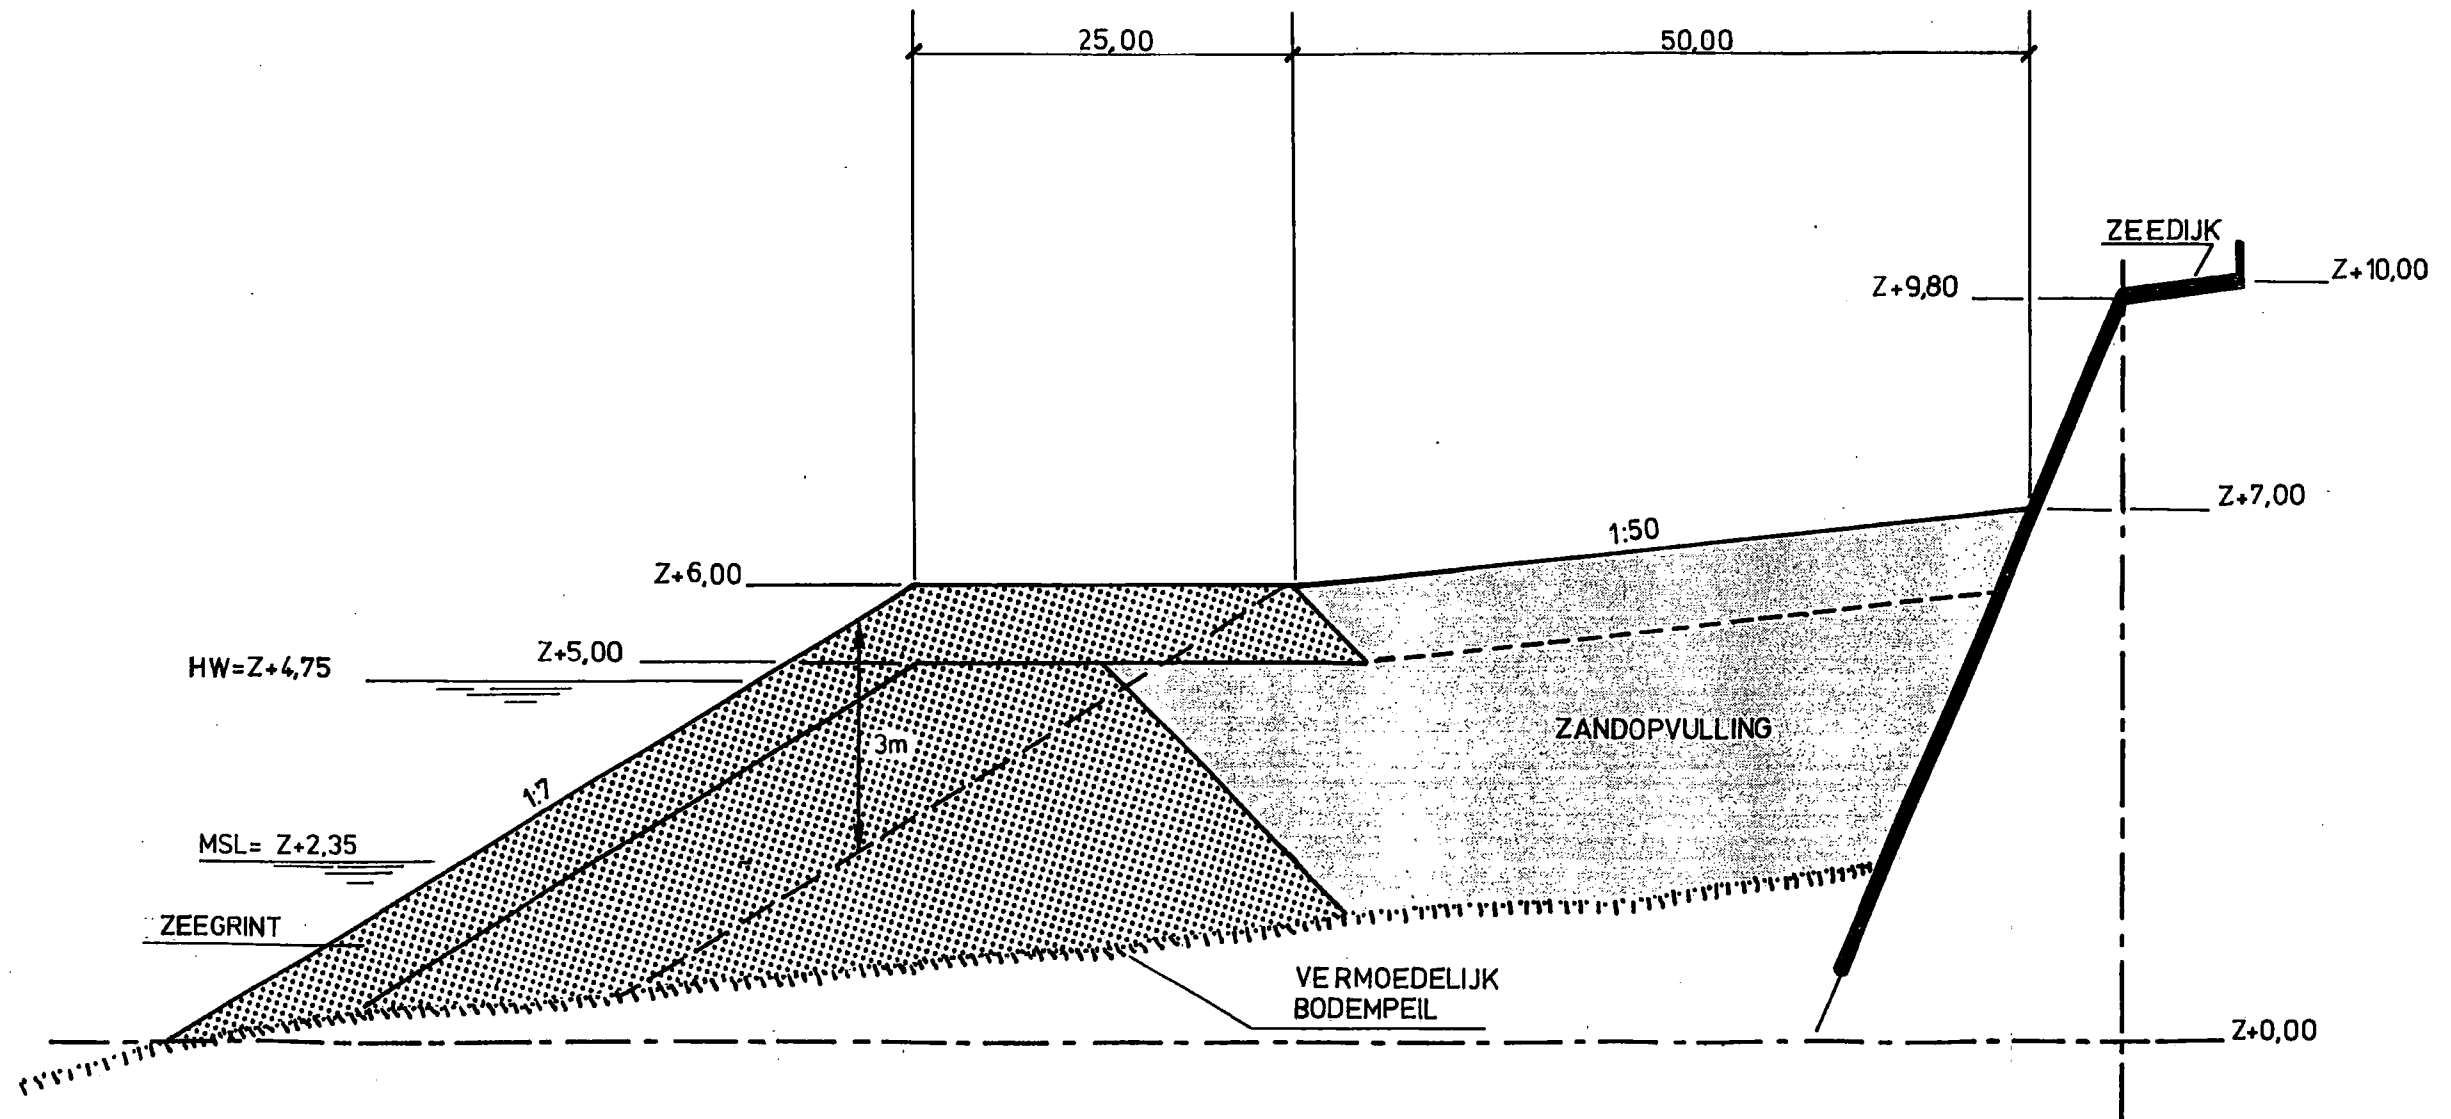 25,00
50,00
ZEEDIJK
Z+10,00
Z+9,80
Z+7,00
1:50
Z+6,00
Z+5,00
HW=Z+4,75
ZANDOPVULLING
3m
1:7
MSL= Z+2,35
ZEEGRINT
VERMOEDELIJK
BODEMPEIL
Z+0,00